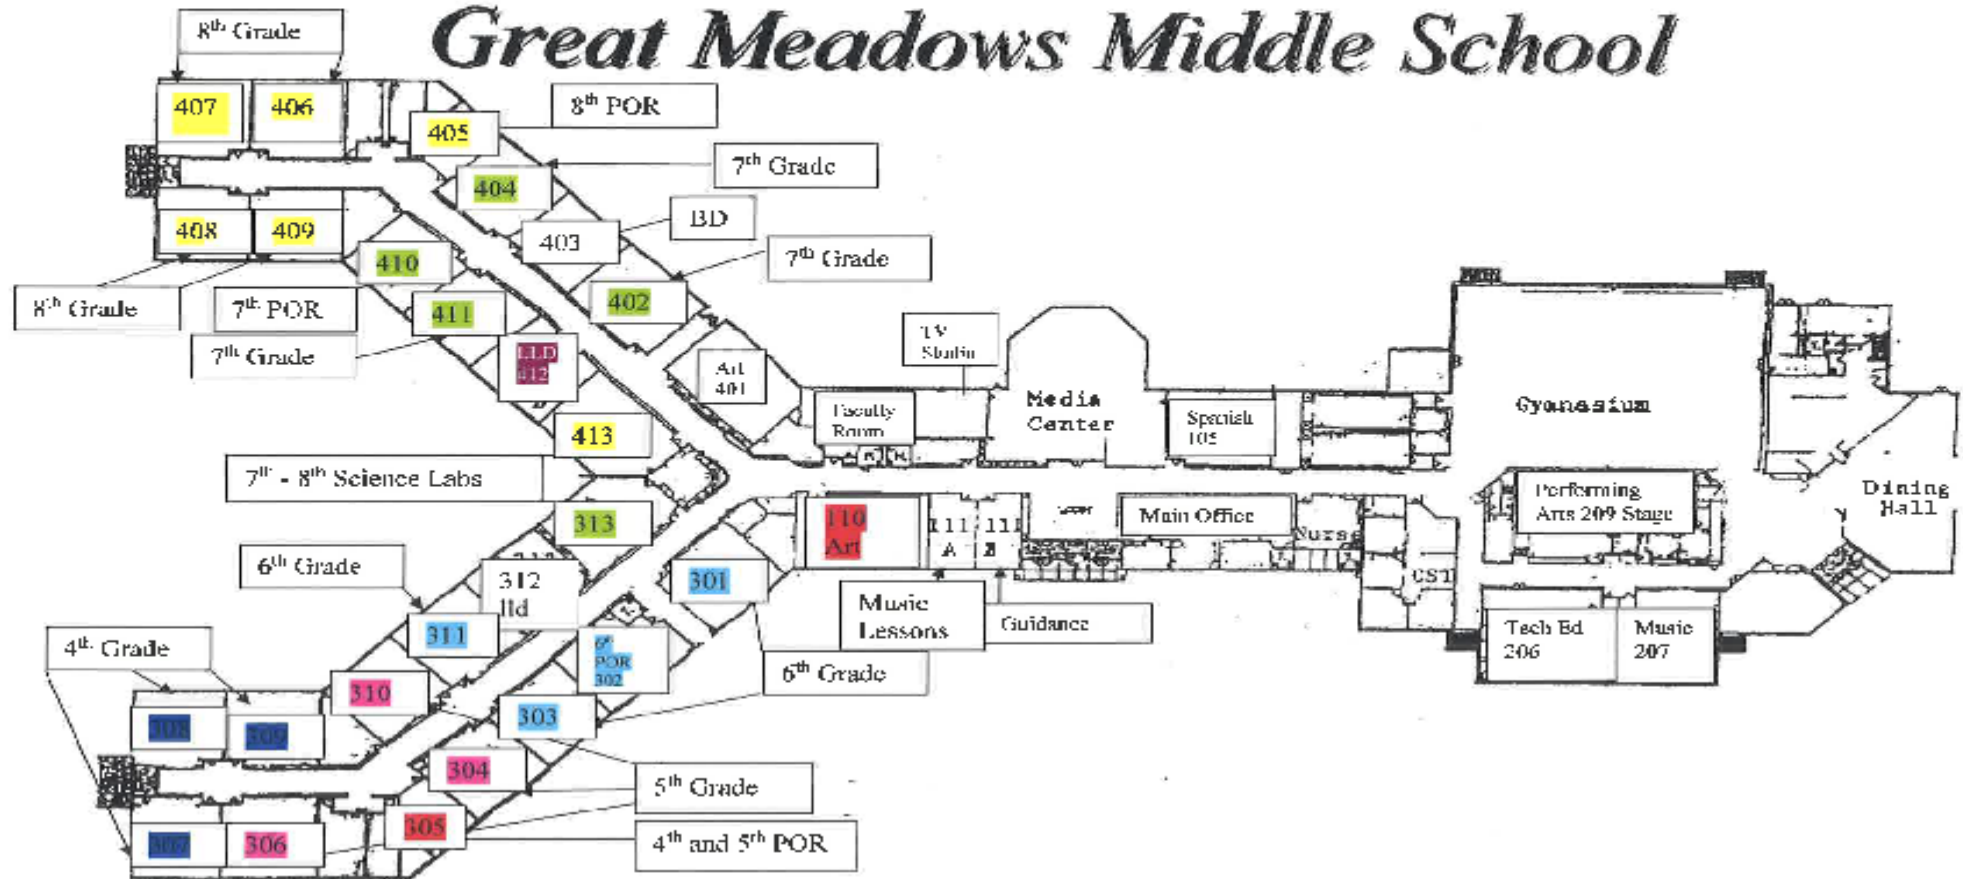 Great Meadows Middle School
8th Grade
407
406
405
8th POR
404
7th Grade
403
BD
408
409
410
402
7th Grade
8th Grade
7th POR
411
7th Grade
LLD
412
Art
401
TV
Studio
Faculty
Room
Media
Center
Spanish
105
Gymnasium
413
7th - 8th Science Labs
313
110
Art
111
A
111
B
Main Office
Nurse
Performing
Arts 209 Stage
Dining
Hall
6th Grade
312
lld
301
CST
Music
Lessons
Guidance
311
6th
POR
302
6th Grade
Tech Ed
206
Music
207
4th Grade
310
303
308
309
304
5th Grade
305
307
306
4th and 5th POR